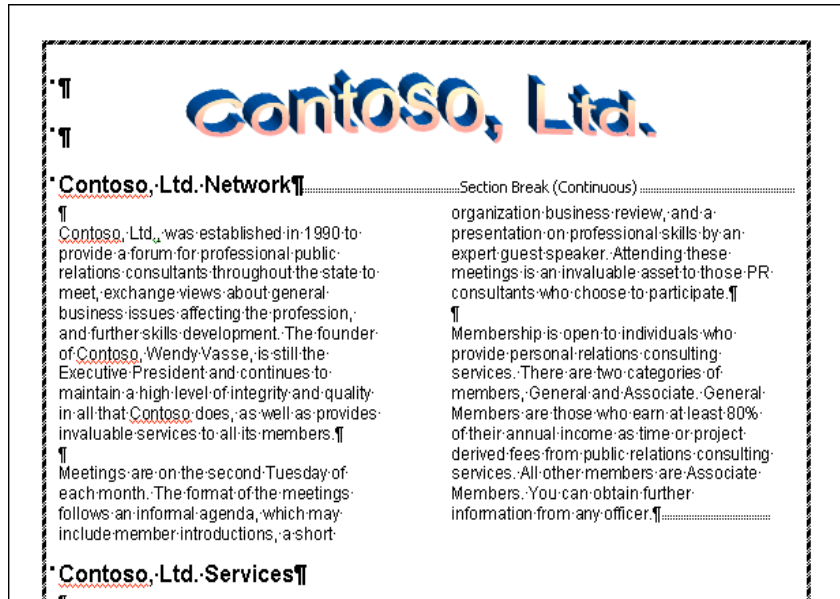 Contoso, Ltd.
Contoso, Ltd. Network¶ Section Break (Continuous)
¶
Contoso, Ltd., was established in 1990 to
provide a forum for professional public
relations consultants throughout the state to
meet, exchange views about general
business issues affecting the profession,
and further skills development. The founder
of Contoso, Wendy Vasse, is still the
Executive President and continues to
maintain a high level of integrity and quality
in all that Contoso does, as well as provides
invaluable services to all its members.¶
¶
Meetings are on the second Tuesday of
each month. The format of the meetings
follows an informal agenda, which may
include member introductions, a short
organization business review, and a
presentation on professional skills by an
expert guest speaker. Attending these
meetings is an invaluable asset to those PR
consultants who choose to participate.¶
¶
Membership is open to individuals who
provide personal relations consulting
services. There are two categories of
members, General and Associate. General
Members are those who earn at least 80%
of their annual income as time or project
derived fees from public relations consulting
services. All other members are Associate
Members. You can obtain further
information from any officer.¶
Contoso, Ltd. Services¶